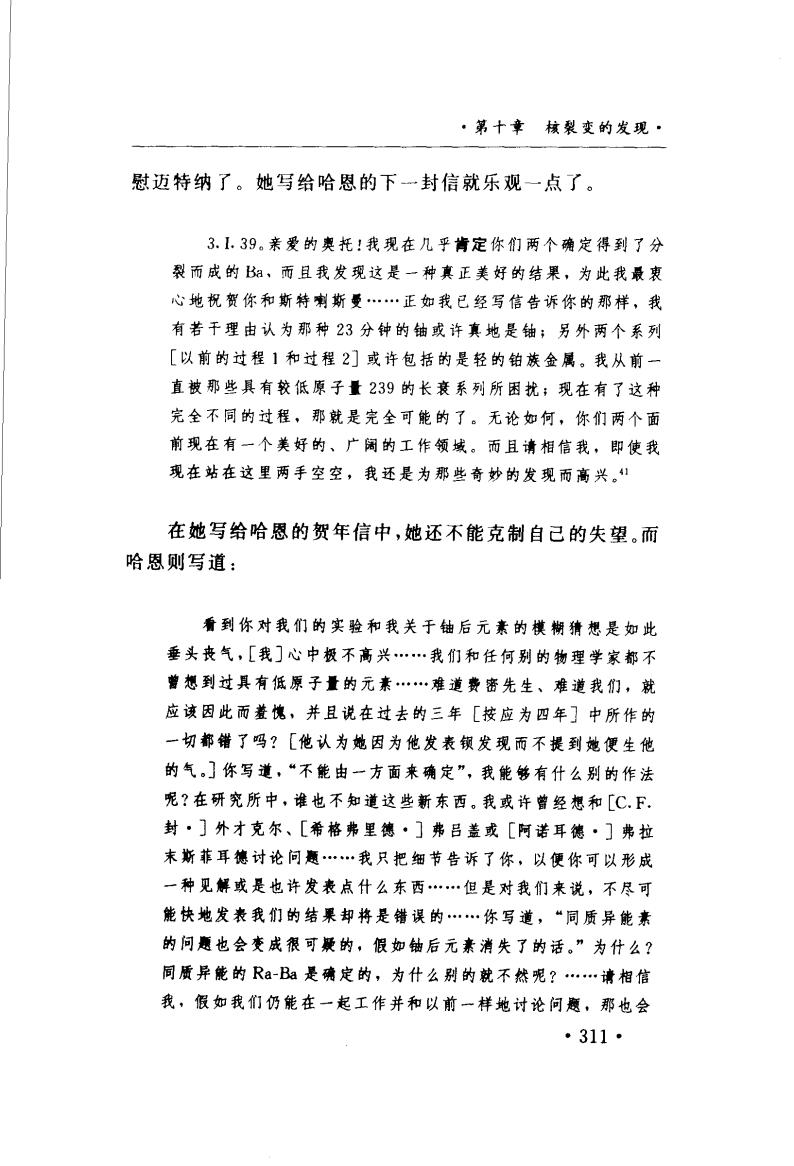 ·第十章 核裂变的发现·
慰迈特纳了。她写给哈恩的下一封信就乐观一点了。
3.I.39。亲爱的奥托!我现在几乎肯定你们两个确定得到了分
裂而成的 Ba、而且我发现这是一种真正美好的结果，为此我最衷
心地祝贺你和斯特喇斯曼……正如我已经写信告诉你的那样，我
有若干理由认为那种 23 分钟的铀或许真地是铀；另外两个系列
［以前的过程 1 和过程 2］或许包括的是轻的铂族金属。我从前一
直被那些具有较低原子量 239 的长衰系列所困扰；现在有了这种
完全不同的过程，那就是完全可能的了。无论如何，你们两个面
前现在有一个美好的、广阔的工作领域。而且请相信我，即使我
现在站在这里两手空空，我还是为那些奇妙的发现而高兴。41
在她写给哈恩的贺年信中，她还不能克制自己的失望。而
哈恩则写道：
看到你对我们的实验和我关于铀后元素的模糊猜想是如此
垂头丧气，［我］心中极不高兴……我们和任何别的物理学家都不
曾想到过具有低原子量的元素……难道费密先生、难道我们，就
应该因此而羞愧，并且说在过去的三年［按应为四年］中所作的
一切都错了吗？［他认为她因为他发表钡发现而不提到她便生他
的气。］你写道，“不能由一方面来确定”，我能够有什么别的作法
呢？在研究所中，谁也不知道这些新东西。我或许曾经想和［C.F.
封·］外才克尔、［希格弗里德·］弗吕盖或［阿诺耳德·］弗拉
末斯菲耳德讨论问题……我只把细节告诉了你，以便你可以形成
一种见解或是也许发表点什么东西……但是对我们来说，不尽可
能快地发表我们的结果却将是错误的……你写道，“同质异能素
的问题也会变成很可疑的，假如铀后元素消失了的话。”为什么？
同质异能的 Ra-Ba 是确定的，为什么别的就不然呢？……请相信
我，假如我们仍能在一起工作并和以前一样地讨论问题，那也会
·311·